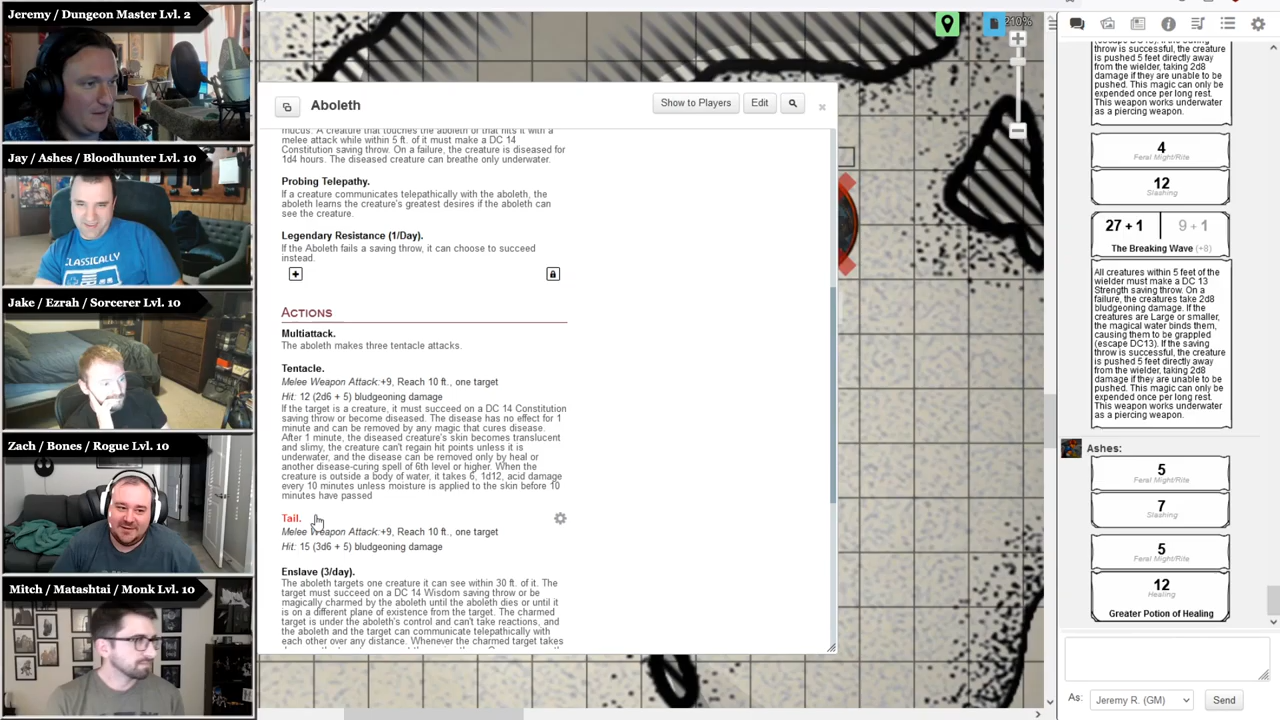 Jeremy / Dungeon Master Lvl. 2
Jay / Ashes / Bloodhunter Lvl. 10
CLASSICALLY
Jake / Ezrah / Sorcerer Lvl. 10
Zach / Bones / Rogue Lvl. 10
Mitch / Matashtai / Monk Lvl. 10
210%
Aboleth
Show to Players
Edit
mucus. A creature that touches the aboleth or that hits it with a
melee attack while within 5 ft. of it must make a DC 14
Constitution saving throw. On a failure, the creature is diseased for
1d4 hours. The diseased creature can breathe only underwater.
Probing Telepathy.
If a creature communicates telepathically with the aboleth, the
aboleth learns the creature's greatest desires if the aboleth can
see the creature.
Legendary Resistance (1/Day).
If the Aboleth fails a saving throw, it can choose to succeed
instead.
ACTIONS
Multiattack.
The aboleth makes three tentacle attacks.
Tentacle.
Melee Weapon Attack:+9, Reach 10 ft., one target
Hit: 12 (2d6 + 5) bludgeoning damage
If the target is a creature, it must succeed on a DC 14 Constitution
saving throw or become diseased. The disease has no effect for 1
minute and can be removed by any magic that cures disease.
After 1 minute, the diseased creature's skin becomes translucent
and slimy, the creature can't regain hit points unless it is
underwater, and the disease can be removed only by heal or
another disease-curing spell of 6th level or higher. When the
creature is outside a body of water, it takes 6, 1d12, acid damage
every 10 minutes unless moisture is applied to the skin before 10
minutes have passed
Tail.
Melee Weapon Attack:+9, Reach 10 ft., one target
Hit: 15 (3d6 + 5) bludgeoning damage
Enslave (3/day).
The aboleth targets one creature it can see within 30 ft. of it. The
target must succeed on a DC 14 Wisdom saving throw or be
magically charmed by the aboleth until the aboleth dies or until it
is on a different plane of existence from the target. The charmed
target is under the aboleth's control and can't take reactions, and
the aboleth and the target can communicate telepathically with
each other over any distance. Whenever the charmed target takes
throw is successful, the creature
is pushed 5 feet directly away
from the wielder, taking 2d8
damage if they are unable to be
pushed. This magic can only be
expended once per long rest.
This weapon works underwater
as a piercing weapon.
4
Feral Might/Rite
12
Slashing
27 + 1
9 + 1
The Breaking Wave (+8)
All creatures within 5 feet of the
wielder must make a DC 13
Strength saving throw. On a
failure, the creatures take 2d8
bludgeoning damage. If the
creatures are Large or smaller,
the magical water binds them,
causing them to be grappled
(escape DC13). If the saving
throw is successful, the creature
is pushed 5 feet directly away
from the wielder, taking 2d8
damage if they are unable to be
pushed. This magic can only be
expended once per long rest.
This weapon works underwater
as a piercing weapon.
Ashes:
5
Feral Might/Rite
7
Slashing
5
Feral Might/Rite
12
Healing
Greater Potion of Healing
As:
Jeremy R. (GM)
Send